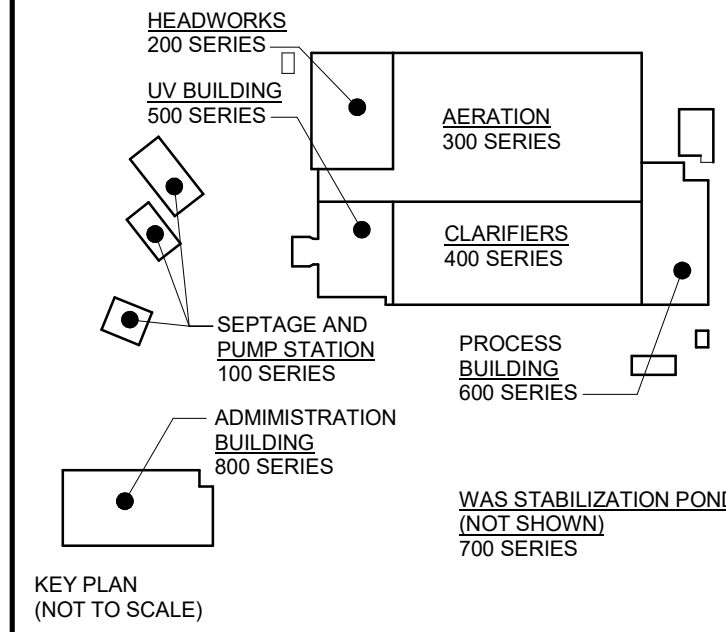 HEADWORKS
200 SERIES
UV BUILDING
500 SERIES
AERATION
300 SERIES
CLARIFIERS
400 SERIES
SEPTAGE AND
PUMP STATION
100 SERIES
PROCESS
BUILDING
600 SERIES
ADMIMISTRATION
BUILDING
800 SERIES
WAS STABILIZATION POND
(NOT SHOWN)
700 SERIES
KEY PLAN
(NOT TO SCALE)